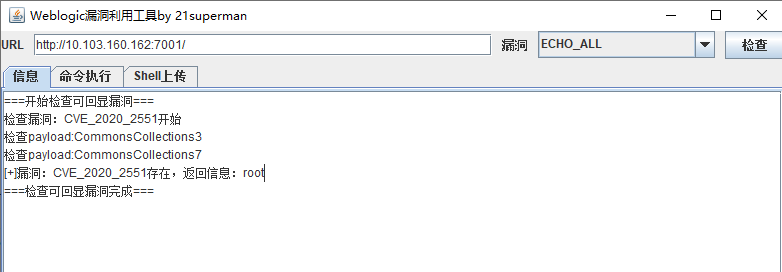 Weblogic漏洞利用工具by 21superman
URL http://10.103.160.162:7001/ 漏洞 ECHO_ALL 检查
信息 命令执行 Shell上传
===开始检查可回显漏洞===
检查漏洞：CVE_2020_2551开始
检查payload:CommonsCollections3
检查payload:CommonsCollections7
[+]漏洞：CVE_2020_2551存在，返回信息：root
===检查可回显漏洞完成===